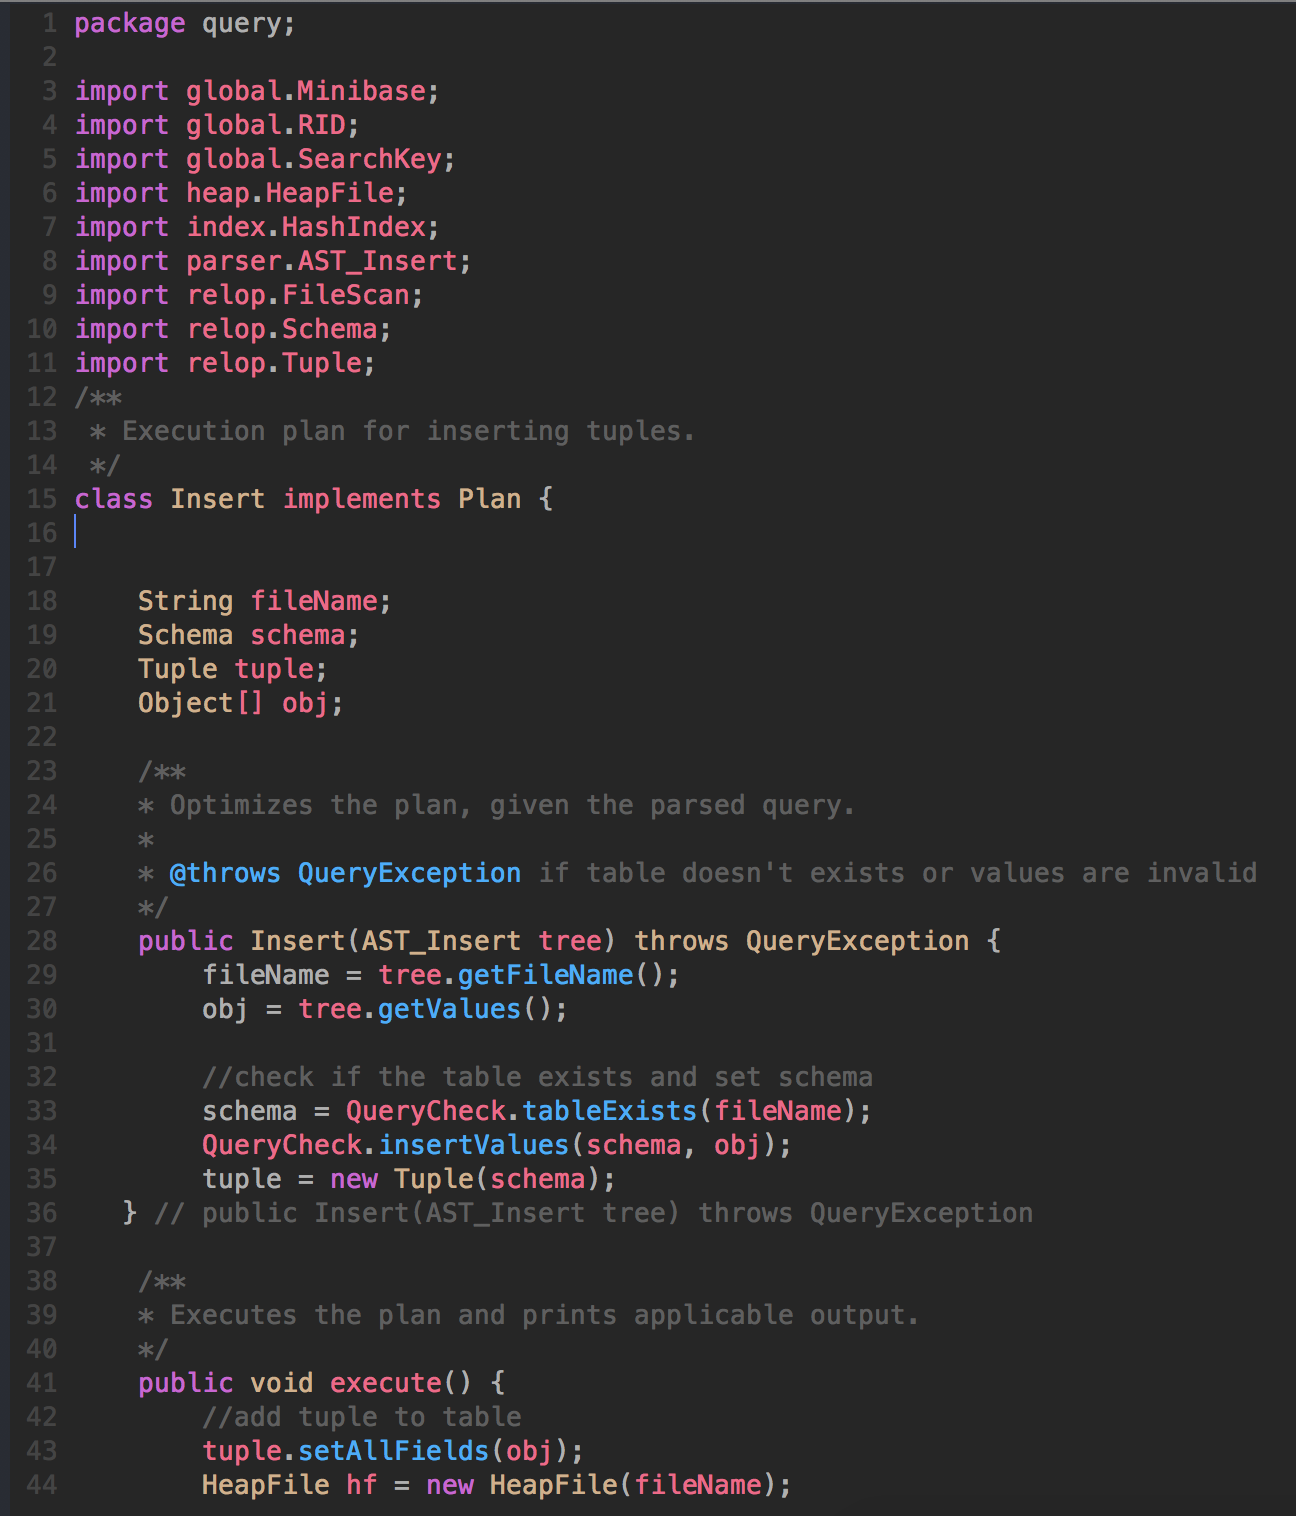 1 package query;
2
3 import global.Minibase;
4 import global.RID;
5 import global.SearchKey;
6 import heap.HeapFile;
7 import index.HashIndex;
8 import parser.AST_Insert;
9 import relop.FileScan;
10 import relop.Schema;
11 import relop.Tuple;
12 /**
13  * Execution plan for inserting tuples.
14  */
15 class Insert implements Plan {
16
17
18     String fileName;
19     Schema schema;
20     Tuple tuple;
21     Object[] obj;
22
23     /**
24     * Optimizes the plan, given the parsed query.
25     *
26     * @throws QueryException if table doesn't exists or values are invalid
27     */
28     public Insert(AST_Insert tree) throws QueryException {
29         fileName = tree.getFileName();
30         obj = tree.getValues();
31
32         //check if the table exists and set schema
33         schema = QueryCheck.tableExists(fileName);
34         QueryCheck.insertValues(schema, obj);
35         tuple = new Tuple(schema);
36    } // public Insert(AST_Insert tree) throws QueryException
37
38     /**
39     * Executes the plan and prints applicable output.
40     */
41     public void execute() {
42         //add tuple to table
43         tuple.setAllFields(obj);
44         HeapFile hf = new HeapFile(fileName);